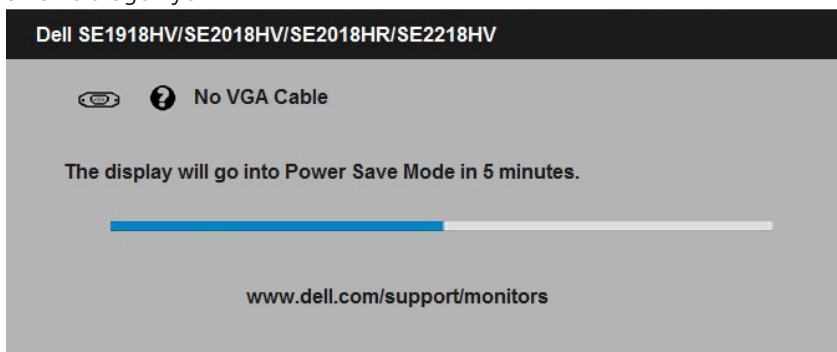 Dell SE1918HV/SE2018HV/SE2018HR/SE2218HV
No VGA Cable
The display will go into Power Save Mode in 5 minutes.
www.dell.com/support/monitors